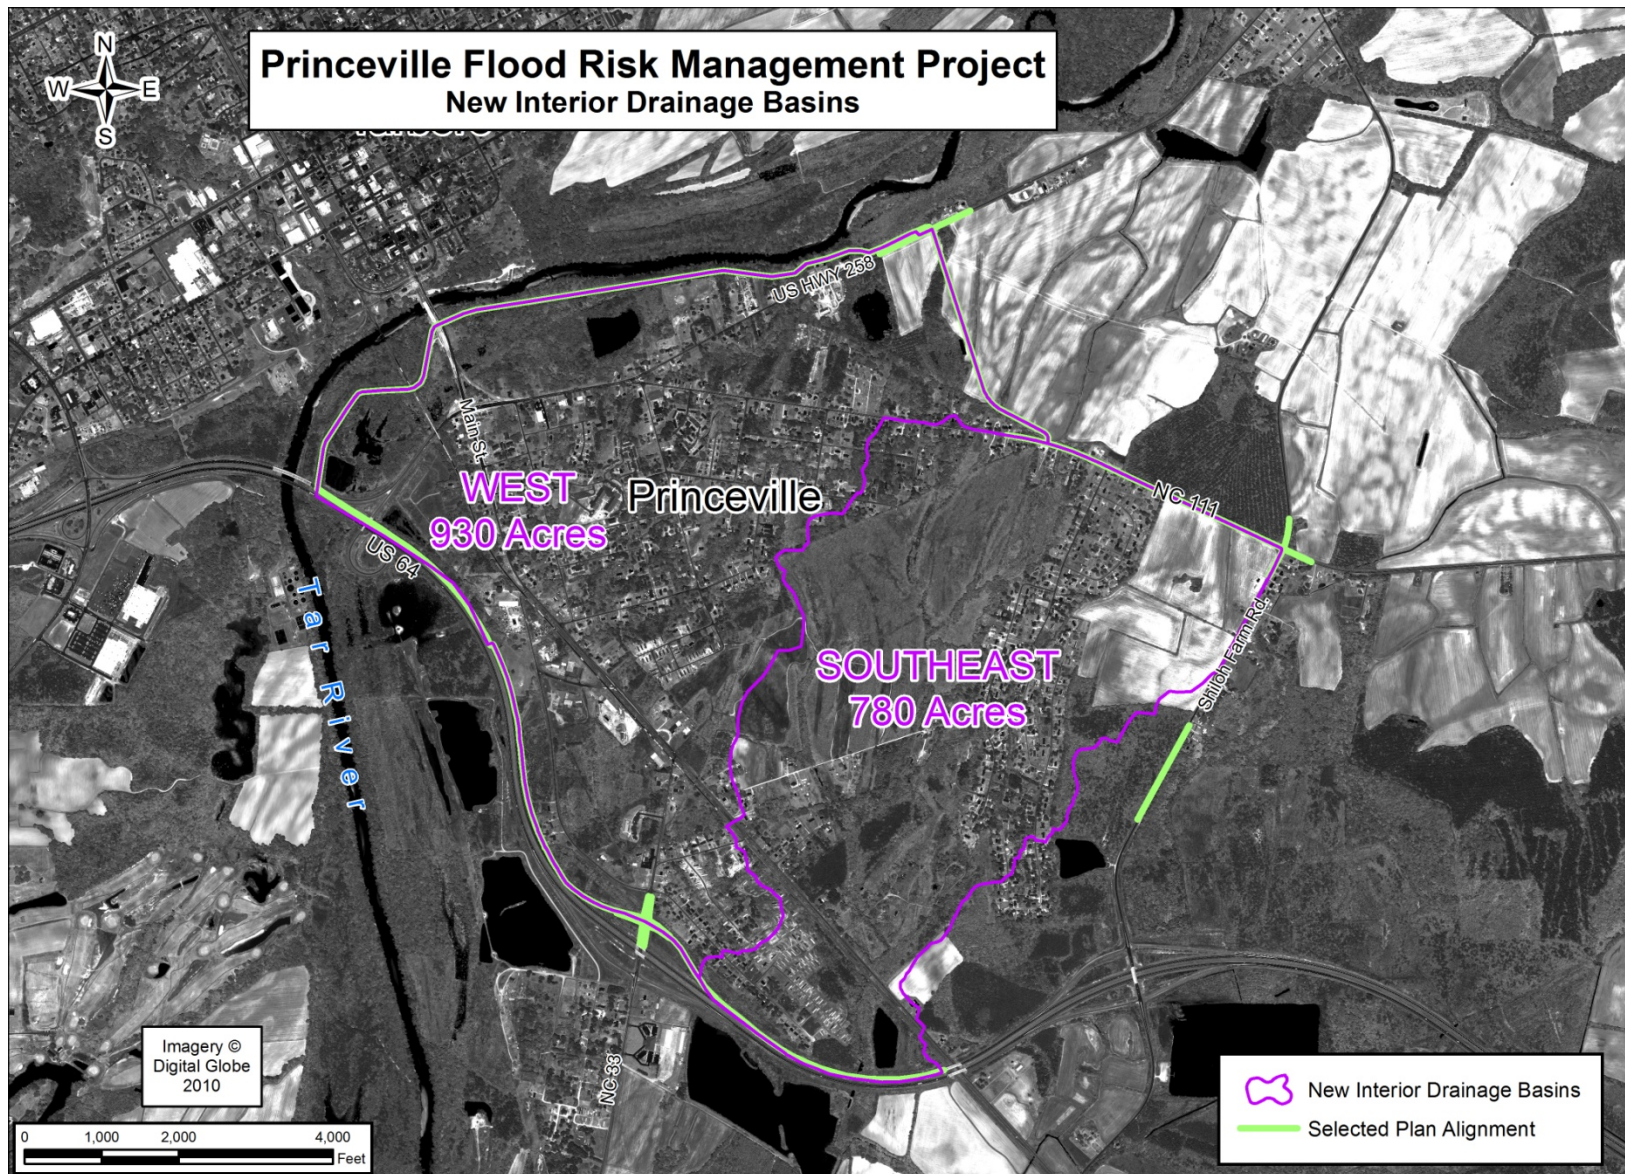 N
W E
S
Princeville Flood Risk Management Project
New Interior Drainage Basins
US HWY 258
Main St.
WEST
930 Acres
Princeville
NC 111
US 64
Tar River
SOUTHEAST
780 Acres
Shiloh Farm Rd.
NC 33
Imagery ©
Digital Globe
2010
0 1,000 2,000 4,000
Feet
New Interior Drainage Basins
Selected Plan Alignment